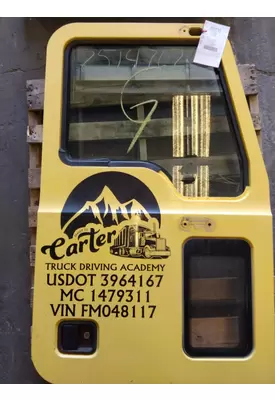 Carter
TRUCK DRIVING ACADEMY
USDOT 3964167
MC 1479311
VIN FM048117